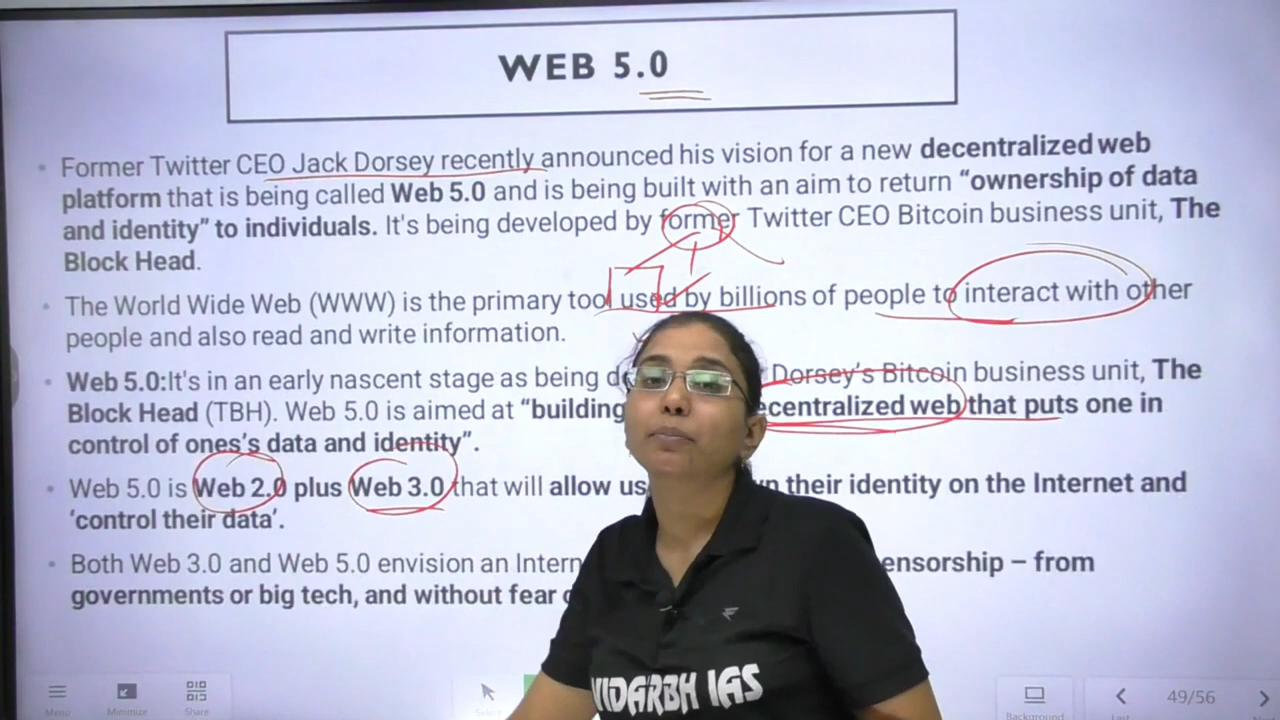 WEB 5.0
Former Twitter CEO Jack Dorsey recently announced his vision for a new decentralized web
platform that is being called Web 5.0 and is being built with an aim to return “ownership of data
and identity” to individuals. It's being developed by former Twitter CEO Bitcoin business unit, The
Block Head.
The World Wide Web (WWW) is the primary tool used by billions of people to interact with other
people and also read and write information.
Web 5.0:It's in an early nascent stage as being Dorsey’s Bitcoin business unit, The
Block Head (TBH). Web 5.0 is aimed at “building ecentralized web that puts one in
control of ones’s data and identity”.
Web 5.0 is Web 2.0 plus Web 3.0 that will allow their identity on the Internet and
‘control their data’.
Both Web 3.0 and Web 5.0 envision an Intern ensorship – from
governments or big tech, and without fear
VIDARBH IAS
Menu Minimize Share Select Background 49/56